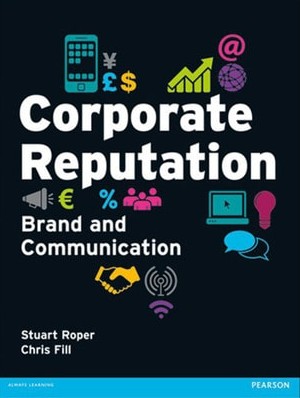 ¥
£$
@
Corporate
Reputation
€
%
Brand and
Communication
Stuart Roper
Chris Fill
ALWAYS LEARNING
PEARSON